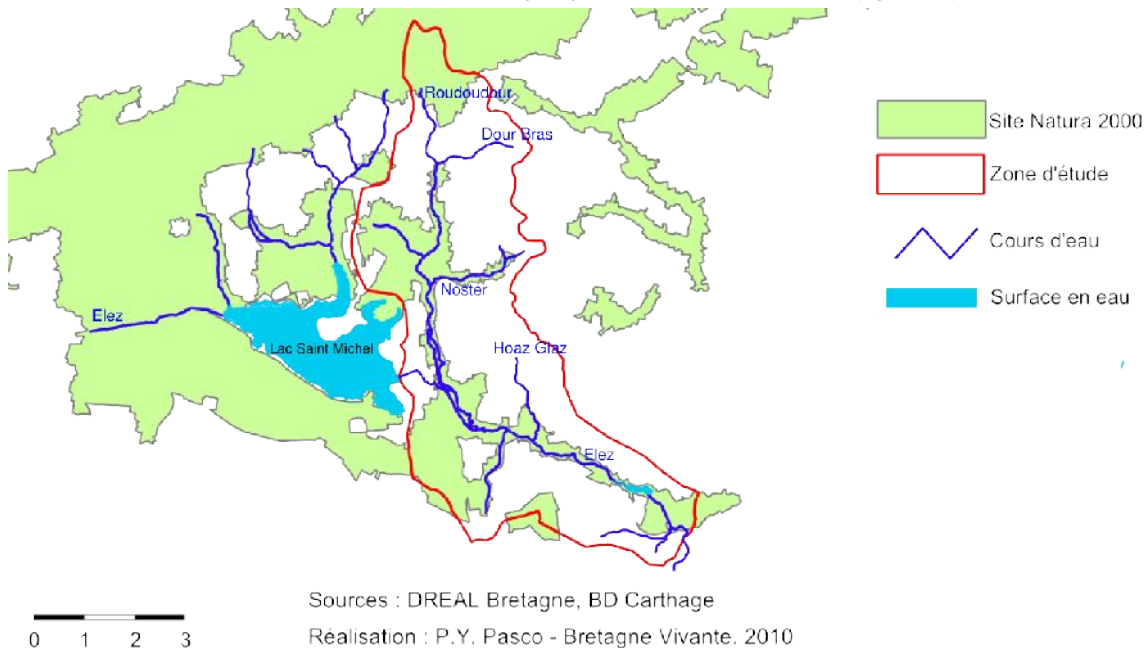 Roudoudour
Dour Bras
Noster
Elez
Lac Saint Michel
Hoaz Glaz
Elez
Site Natura 2000
Zone d'étude
Cours d'eau
Surface en eau
0 1 2 3
Sources : DREAL Bretagne, BD Carthage
Réalisation : P.Y. Pasco - Bretagne Vivante. 2010